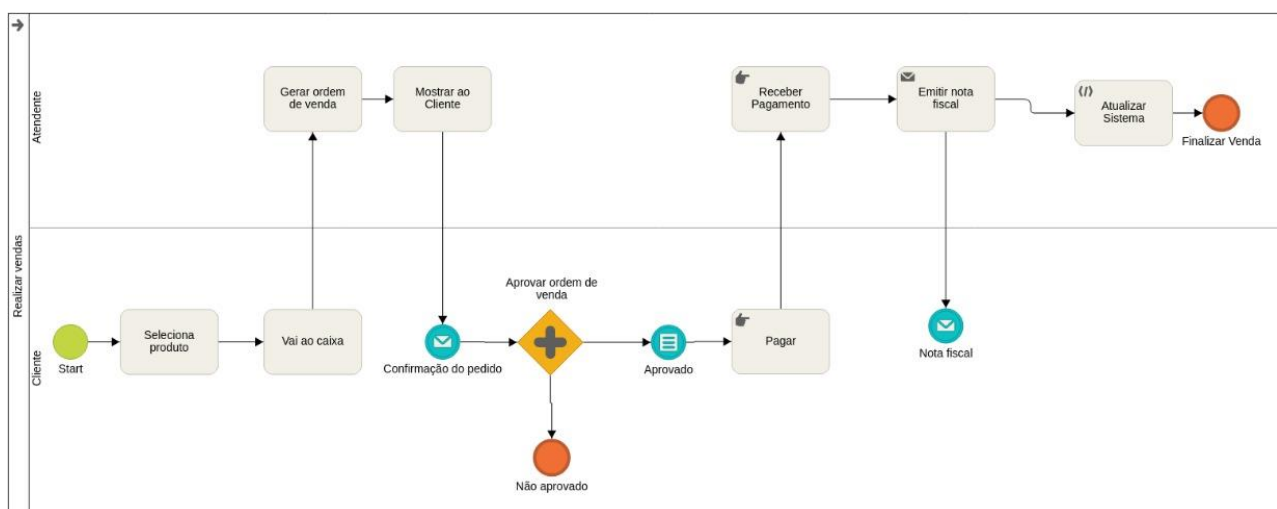 Realizar vendas
Atendente
Gerar ordem
de venda
Mostrar ao
Cliente
Receber
Pagamento
Emitir nota
fiscal
Atualizar
Sistema
Finalizar Venda
Cliente
Start
Seleciona
produto
Vai ao caixa
Confirmação do pedido
Aprovar ordem de
venda
Aprovado
Pagar
Nota fiscal
Não aprovado